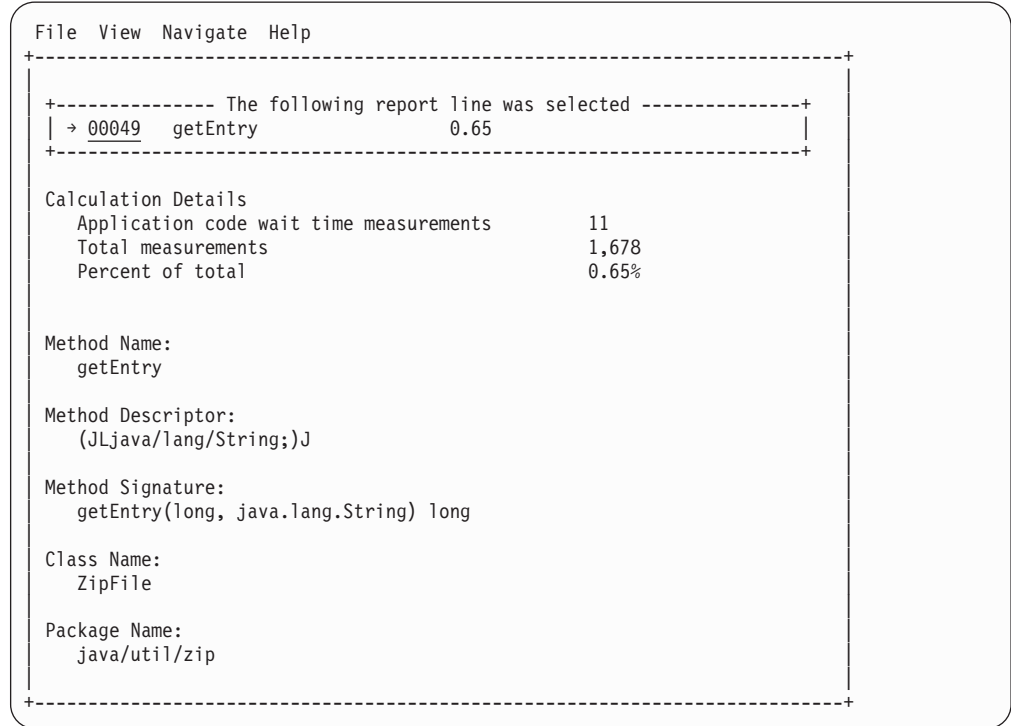 File View Navigate Help
+---------------------------------------------------------------------------+
+--------------- The following report line was selected ---------------+
| → 00049 getEntry 0.65 |
+---------------------------------------------------------------------+
Calculation Details
Application code wait time measurements 11
Total measurements 1,678
Percent of total 0.65%
Method Name:
getEntry
Method Descriptor:
(JLjava/lang/String;)J
Method Signature:
getEntry(long, java.lang.String) long
Class Name:
ZipFile
Package Name:
java/util/zip
+---------------------------------------------------------------------------+